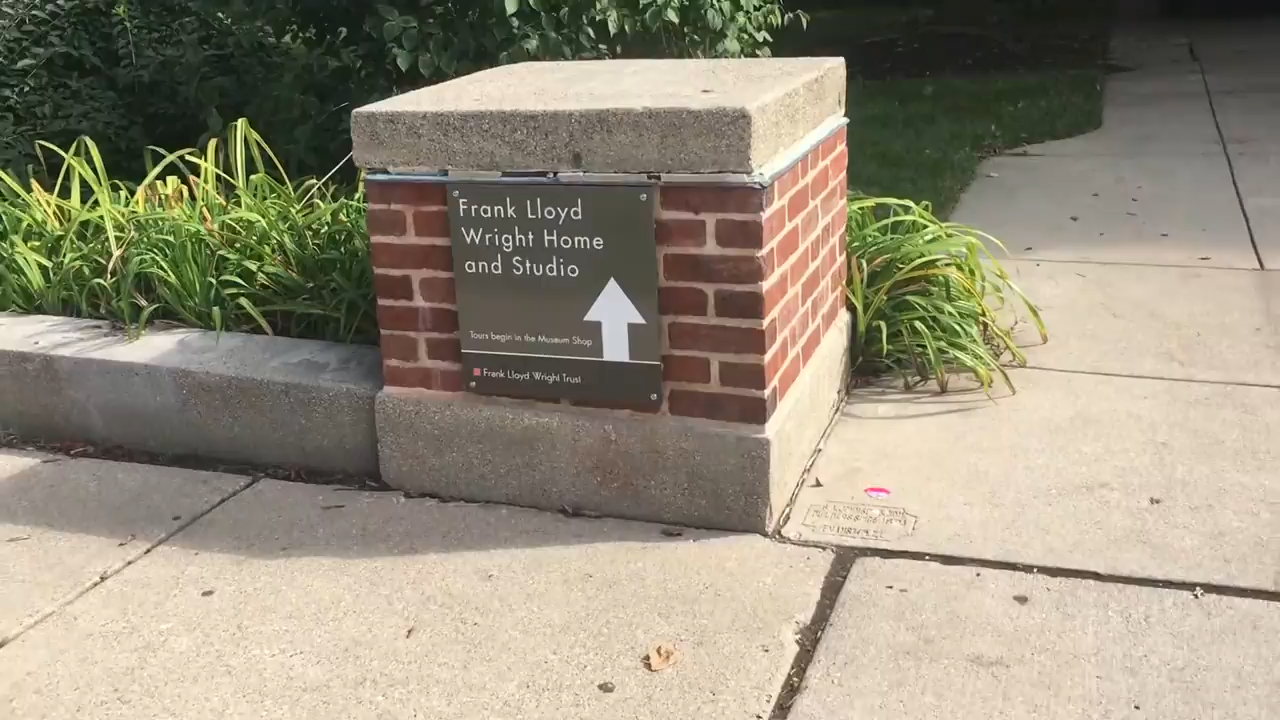 Frank Lloyd
Wright Home
and Studio
Tours begin in the Museum Shop
Frank Lloyd Wright Trust